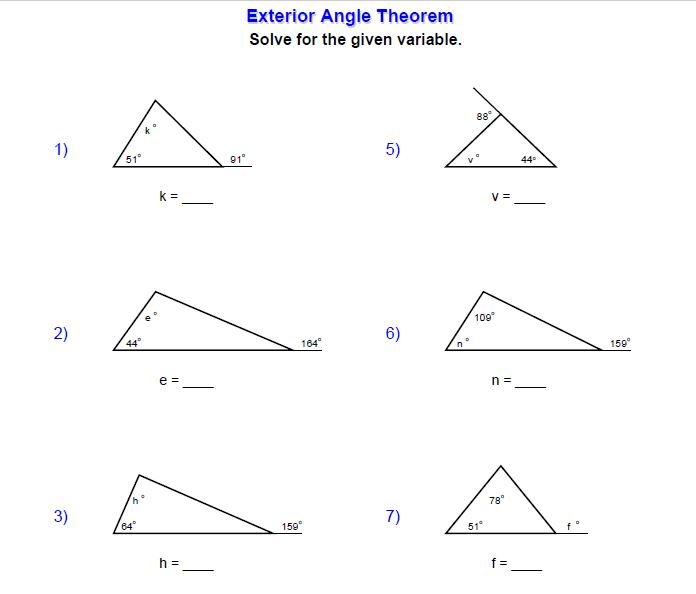 Exterior Angle Theorem
Solve for the given variable.
1)
k°
51°
91°
k = ____
5)
88°
v°
44°
v = ____
2)
e°
44°
164°
e = ____
6)
109°
n°
159°
n = ____
3)
h°
64°
159°
h = ____
7)
78°
51°
f°
f = ____